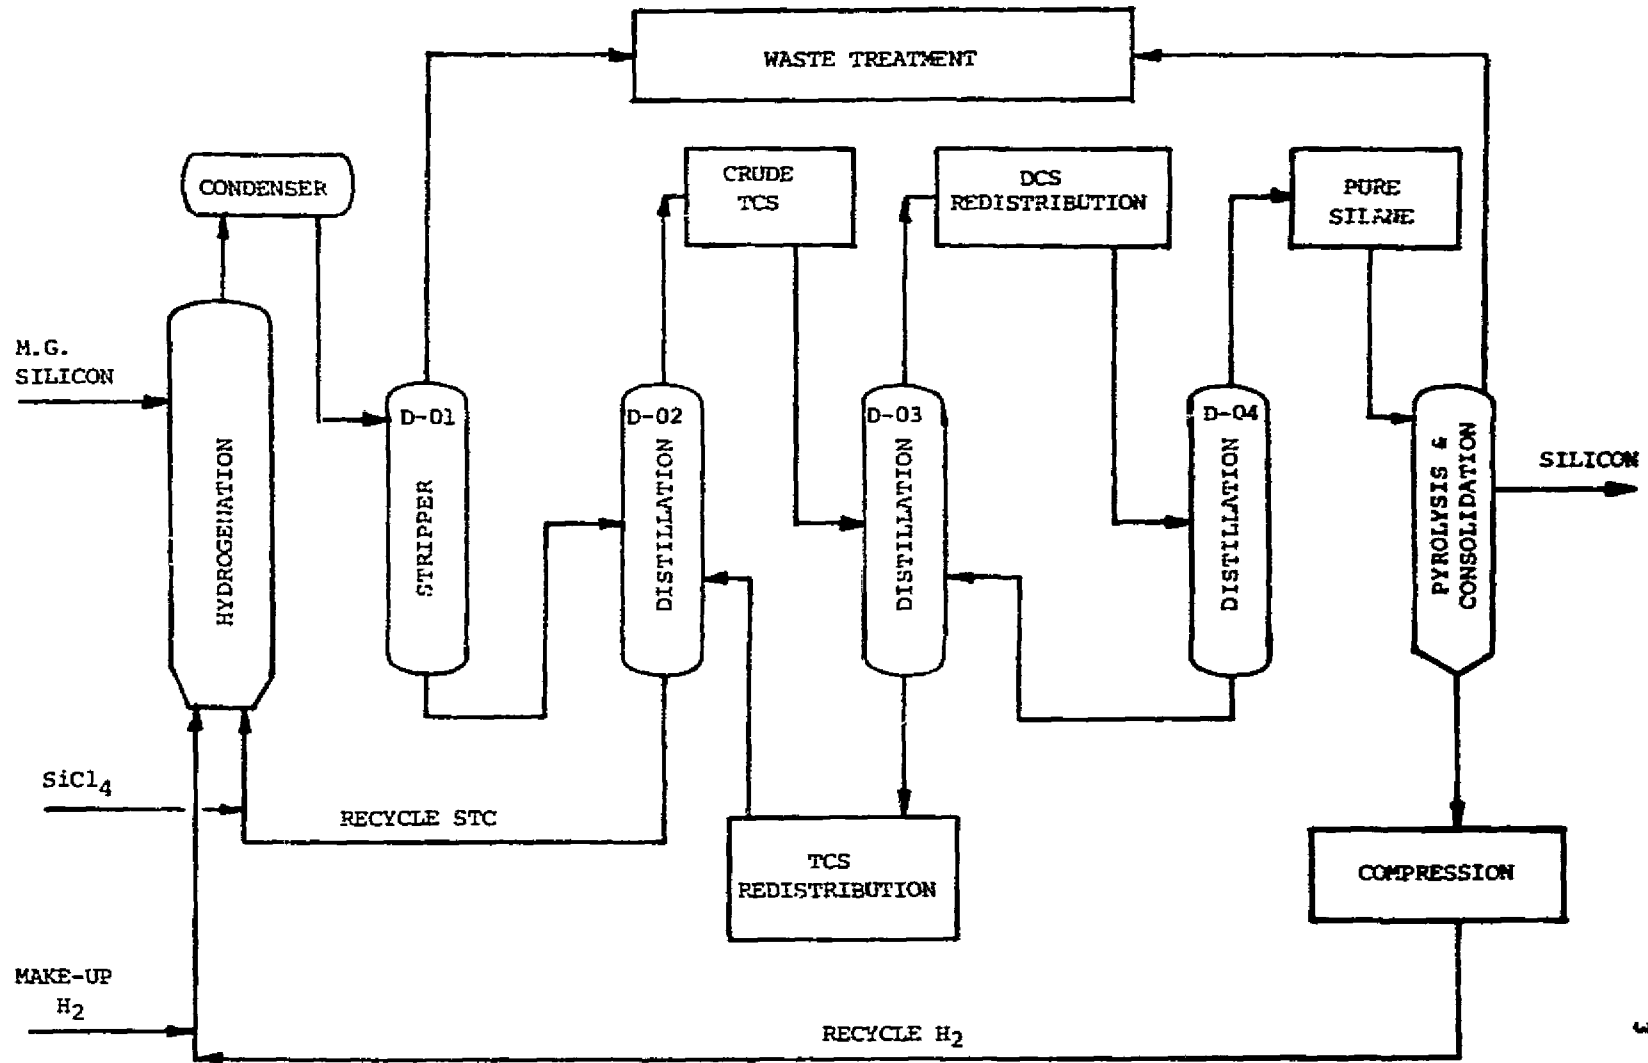 WASTE TREATMENT
CONDENSER
CRUDE
TCS
DCS
REDISTRIBUTION
PURE
SILANE
M.G.
SILICON
HYDROGENATION
D-01
STRIPPER
D-02
DISTILLATION
D-03
DISTILLATION
D-04
DISTILLATION
PYROLYSIS &
CONSOLIDATION
SILICON
SiCl4
RECYCLE STC
TCS
REDISTRIBUTION
COMPRESSION
MAKE-UP
H2
RECYCLE H2